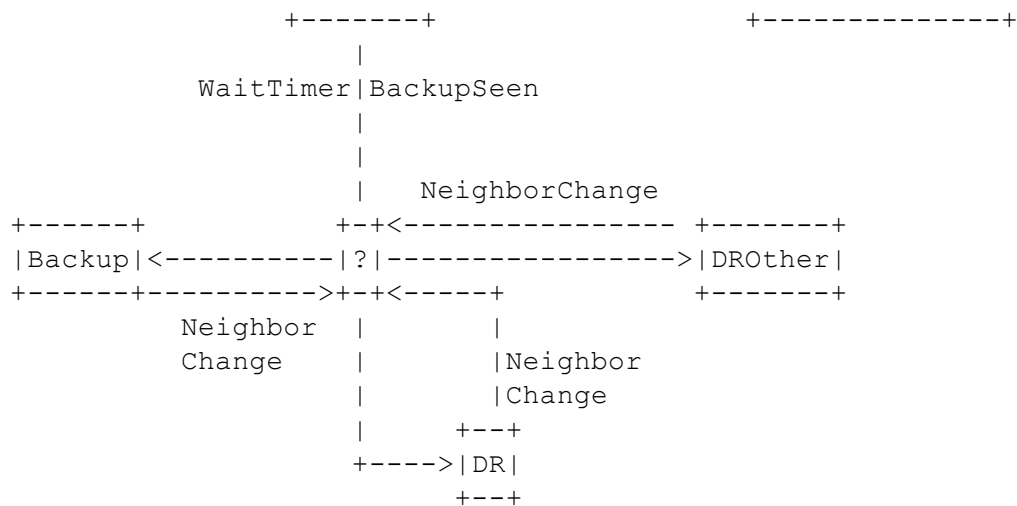 +-------+                  +--------------+
|
WaitTimer|BackupSeen
|
|
|   NeighborChange
+------+           +-+<---------------- +-------+
|Backup|<----------|?|----------------->|DROther|
+------+---------->+-+<-----+           +-------+
Neighbor  |       |
Change    |       |Neighbor
|       |Change
|     +--+
+---->|DR|
+--+